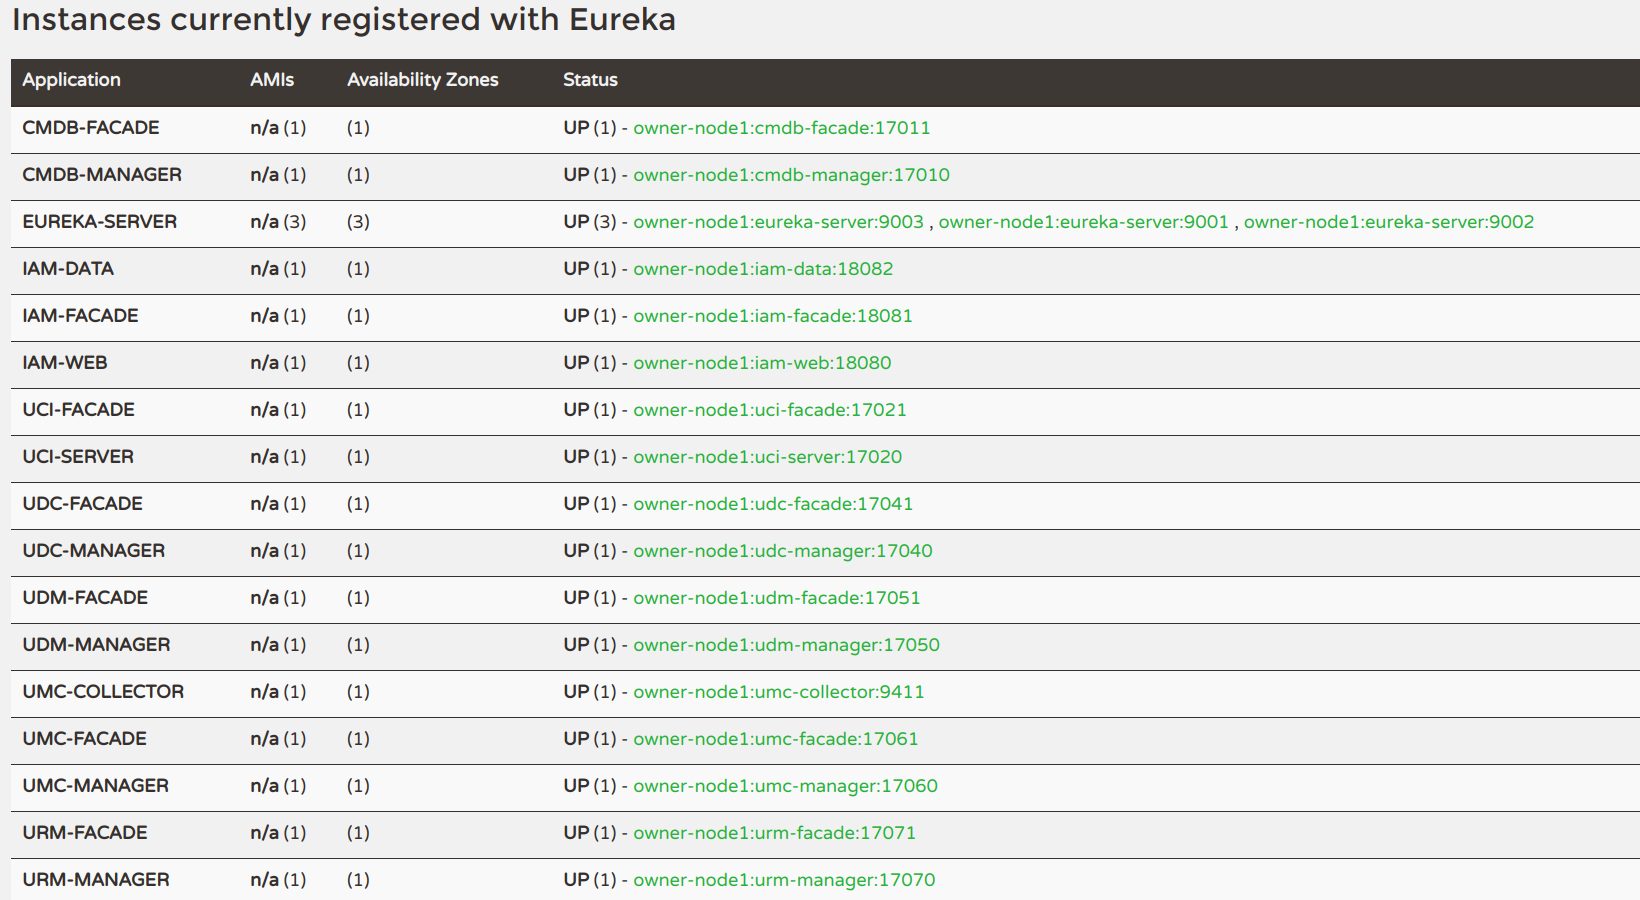 Instances currently registered with Eureka
Application AMIs Availability Zones Status
CMDB-FACADE n/a (1) (1) UP (1) - owner-node1:cmdb-facade:17011
CMDB-MANAGER n/a (1) (1) UP (1) - owner-node1:cmdb-manager:17010
EUREKA-SERVER n/a (3) (3) UP (3) - owner-node1:eureka-server:9003 , owner-node1:eureka-server:9001 , owner-node1:eureka-server:9002
IAM-DATA n/a (1) (1) UP (1) - owner-node1:iam-data:18082
IAM-FACADE n/a (1) (1) UP (1) - owner-node1:iam-facade:18081
IAM-WEB n/a (1) (1) UP (1) - owner-node1:iam-web:18080
UCI-FACADE n/a (1) (1) UP (1) - owner-node1:uci-facade:17021
UCI-SERVER n/a (1) (1) UP (1) - owner-node1:uci-server:17020
UDC-FACADE n/a (1) (1) UP (1) - owner-node1:udc-facade:17041
UDC-MANAGER n/a (1) (1) UP (1) - owner-node1:udc-manager:17040
UDM-FACADE n/a (1) (1) UP (1) - owner-node1:udm-facade:17051
UDM-MANAGER n/a (1) (1) UP (1) - owner-node1:udm-manager:17050
UMC-COLLECTOR n/a (1) (1) UP (1) - owner-node1:umc-collector:9411
UMC-FACADE n/a (1) (1) UP (1) - owner-node1:umc-facade:17061
UMC-MANAGER n/a (1) (1) UP (1) - owner-node1:umc-manager:17060
URM-FACADE n/a (1) (1) UP (1) - owner-node1:urm-facade:17071
URM-MANAGER n/a (1) (1) UP (1) - owner-node1:urm-manager:17070